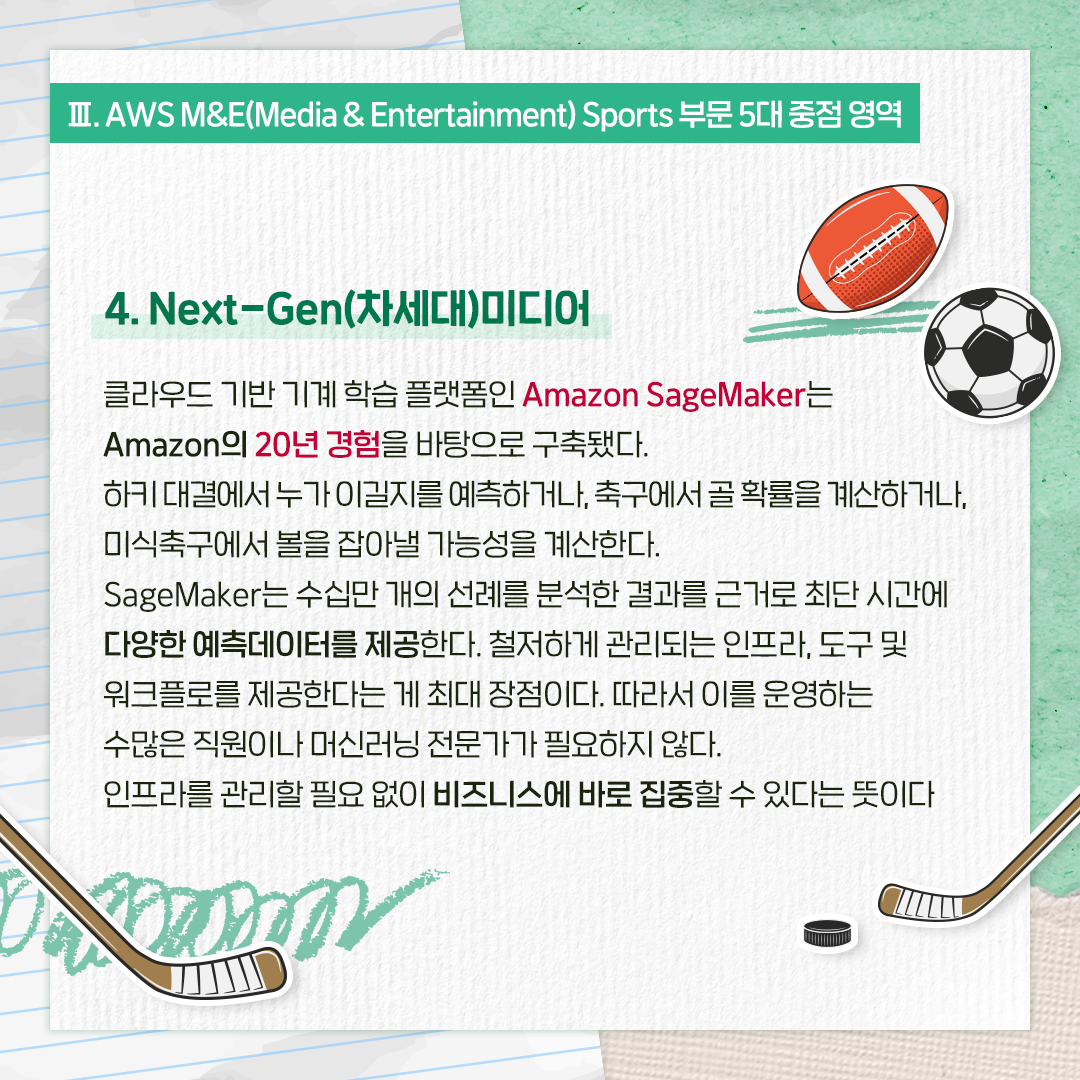 Ⅲ. AWS M&E(Media & Entertainment) Sports 부문 5대 중점 영역
4. Next-Gen(차세대)미디어
클라우드 기반 기계 학습 플랫폼인 Amazon SageMaker는
Amazon의 20년 경험을 바탕으로 구축됐다.
하키 대결에서 누가 이길지를 예측하거나, 축구에서 골 확률을 계산하거나,
미식축구에서 볼을 잡아낼 가능성을 계산한다.
SageMaker는 수십만 개의 선례를 분석한 결과를 근거로 최단 시간에
다양한 예측데이터를 제공한다. 철저하게 관리되는 인프라, 도구 및
워크플로를 제공한다는 게 최대 장점이다. 따라서 이를 운영하는
수많은 직원이나 머신러닝 전문가가 필요하지 않다.
인프라를 관리할 필요 없이 비즈니스에 바로 집중할 수 있다는 뜻이다